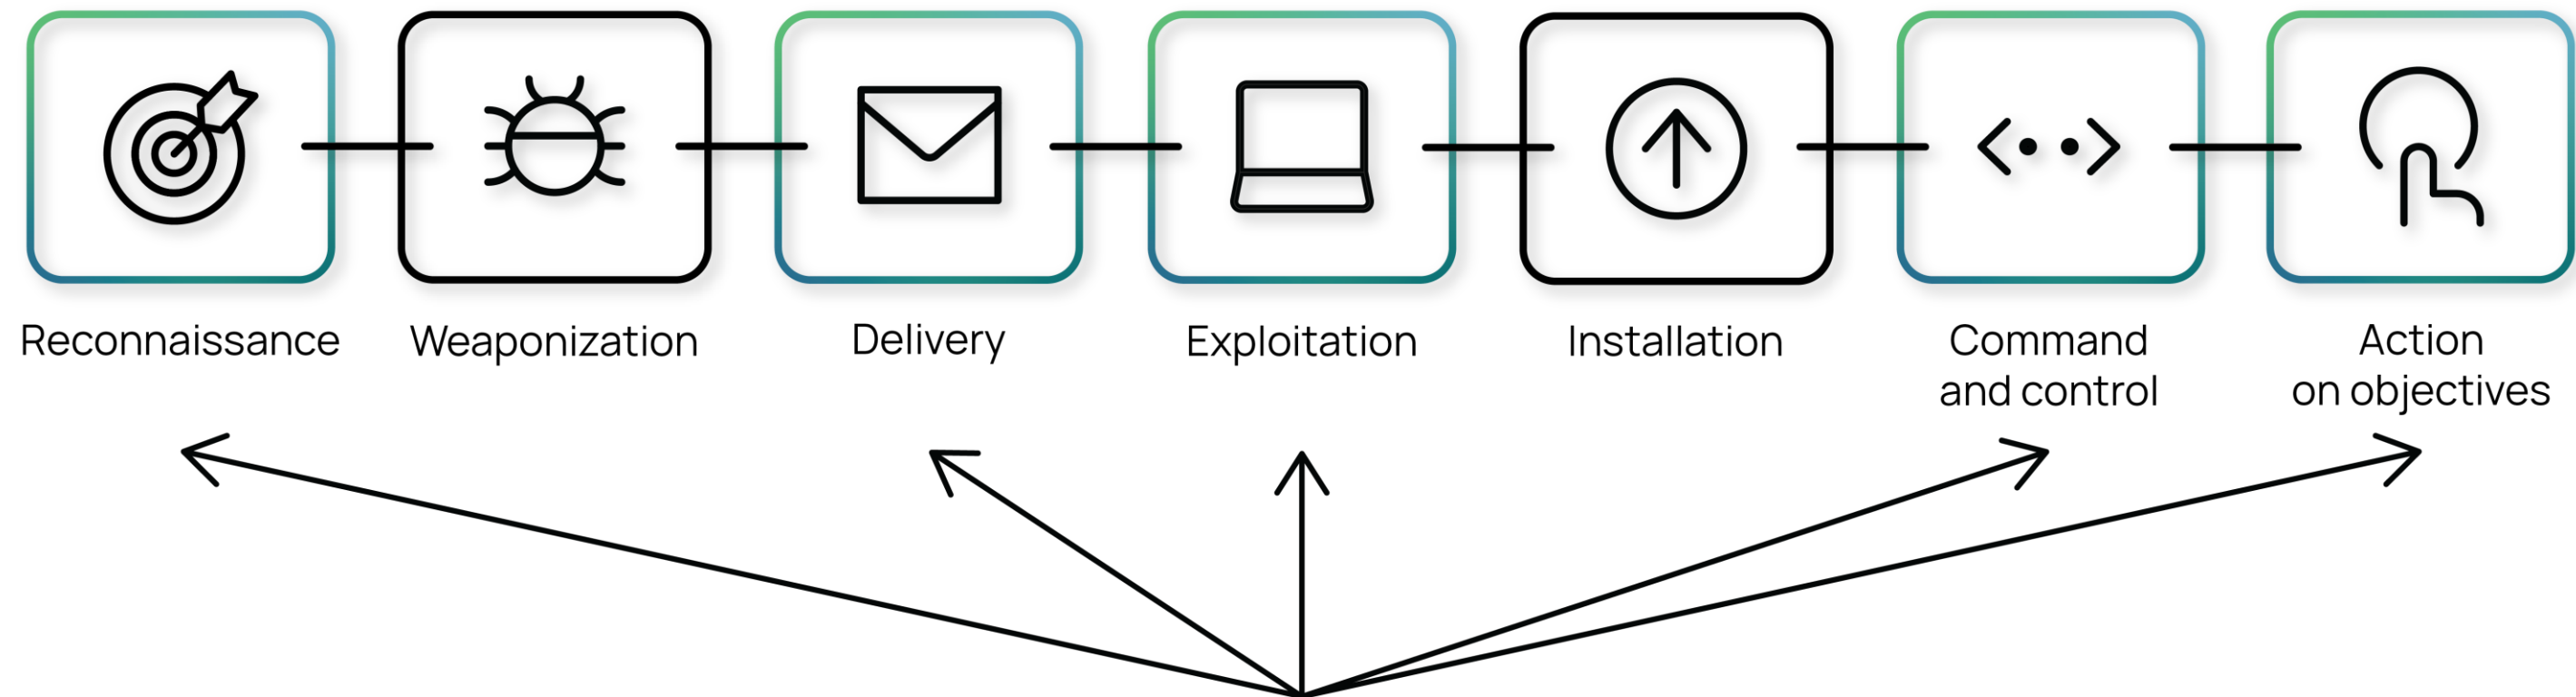 Reconnaissance
Weaponization
Delivery
Exploitation
Installation
Command
and control
Action
on objectives